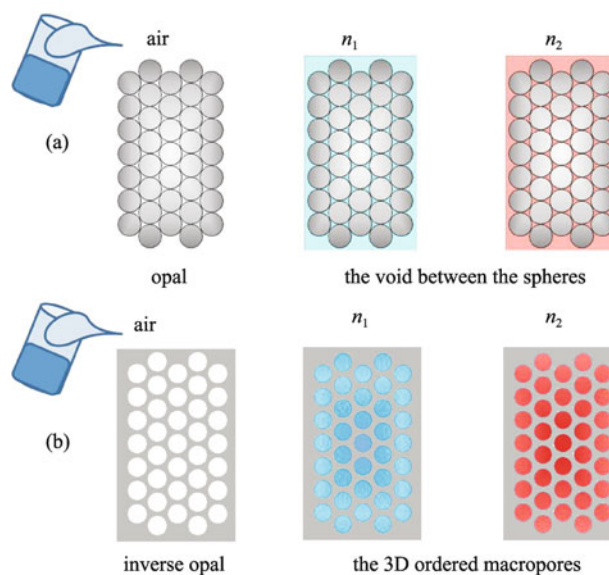 air
n₁
n₂
(a)
opal
the void between the spheres
air
n₁
n₂
(b)
inverse opal
the 3D ordered macropores